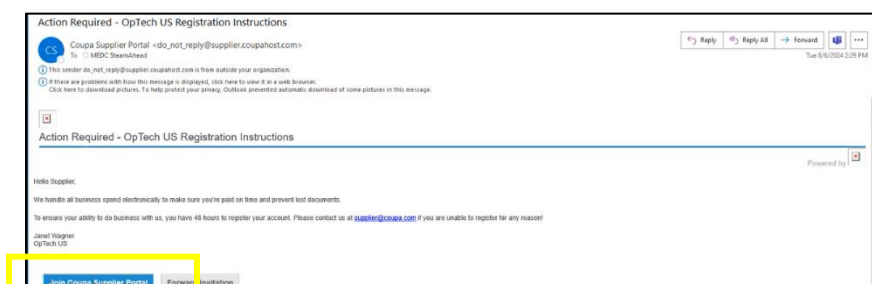 Action Required - OpTech US Registration Instructions
CS
Coupa Supplier Portal <do_not_reply@supplier.coupahost.com>
To MEDC SteamAhead
Reply
Reply All
Forward
Tue 8/6/2024 2:29 PM
This sender do_not_reply@supplier.coupahost.com is from outside your organization.
If there are problems with how this message is displayed, click here to view it in a web browser.
Click here to download pictures. To help protect your privacy, Outlook prevented automatic download of some pictures in this message.
Action Required - OpTech US Registration Instructions
Powered by
Hello Supplier,
We handle all business spend electronically to make sure you're paid on time and prevent lost documents.
To ensure your ability to do business with us, you have 48 hours to register your account. Please contact us at supplier@coupa.com if you are unable to register for any reason!
Janet Wagner
OpTech US
Join Coupa Supplier Portal
Forward Invitation